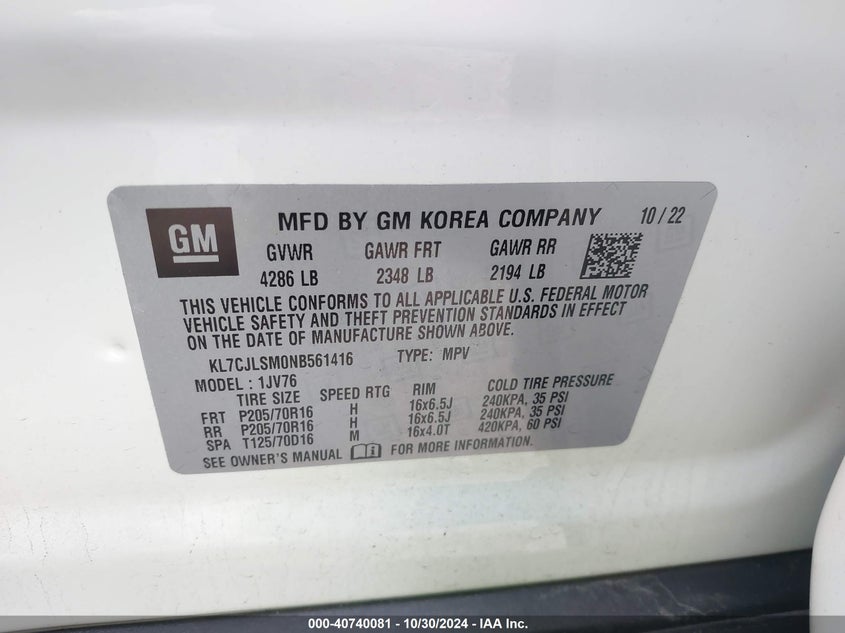 GM
MFD BY GM KOREA COMPANY 10/22
GVWR GAWR FRT GAWR RR
4286 LB 2348 LB 2194 LB
THIS VEHICLE CONFORMS TO ALL APPLICABLE U.S. FEDERAL MOTOR
VEHICLE SAFETY AND THEFT PREVENTION STANDARDS IN EFFECT
ON THE DATE OF MANUFACTURE SHOWN ABOVE.
KL7CJLSM0NB561416 TYPE: MPV
MODEL: 1JV76
TIRE SIZE SPEED RTG RIM COLD TIRE PRESSURE
FRT P205/70R16 H 16x6.5J 240KPA, 35 PSI
RR P205/70R16 H 16x6.5J 240KPA, 35 PSI
SPA T125/70D16 M 16x4.0T 420KPA, 60 PSI
SEE OWNER'S MANUAL FOR MORE INFORMATION.
000-40740081 - 10/30/2024 - IAA Inc.